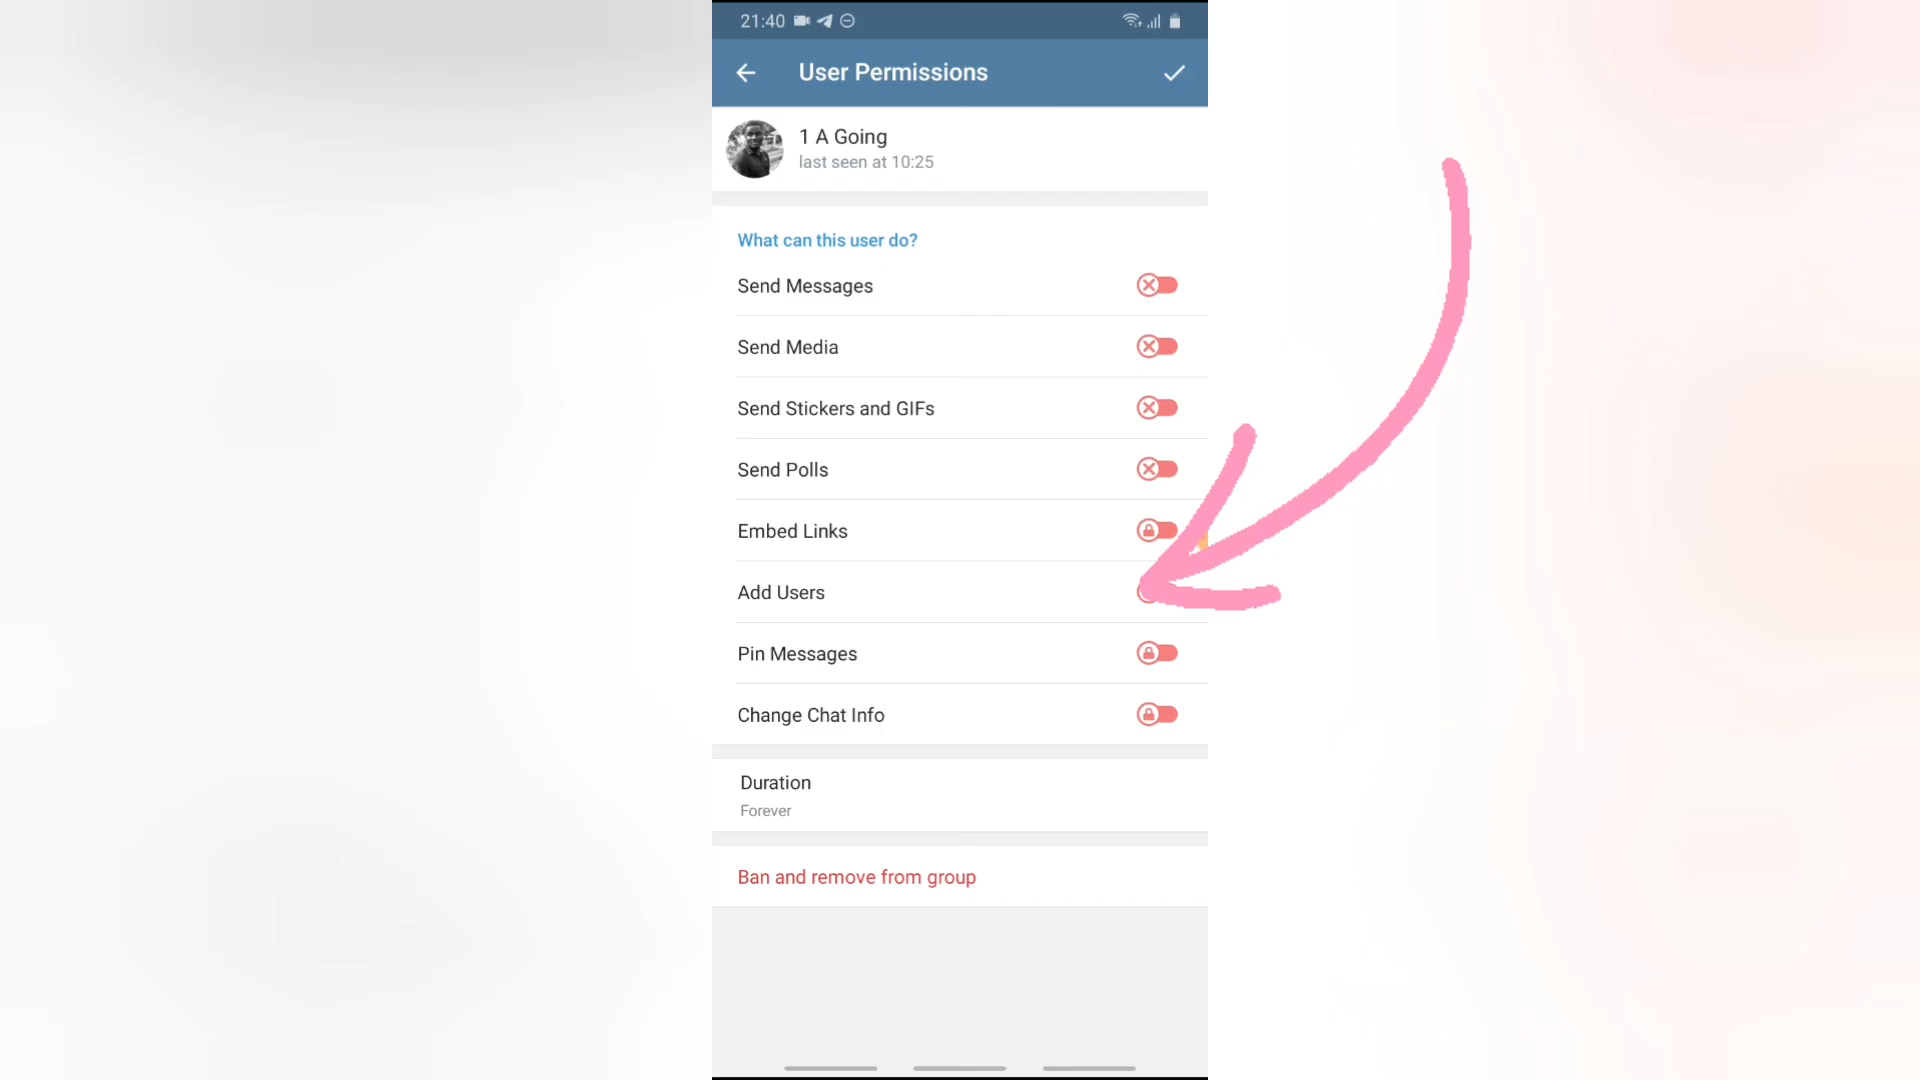 21:40
User Permissions
1 A Going
last seen at 10:25
What can this user do?
Send Messages
Send Media
Send Stickers and GIFs
Send Polls
Embed Links
Add Users
Pin Messages
Change Chat Info
Duration
Forever
Ban and remove from group